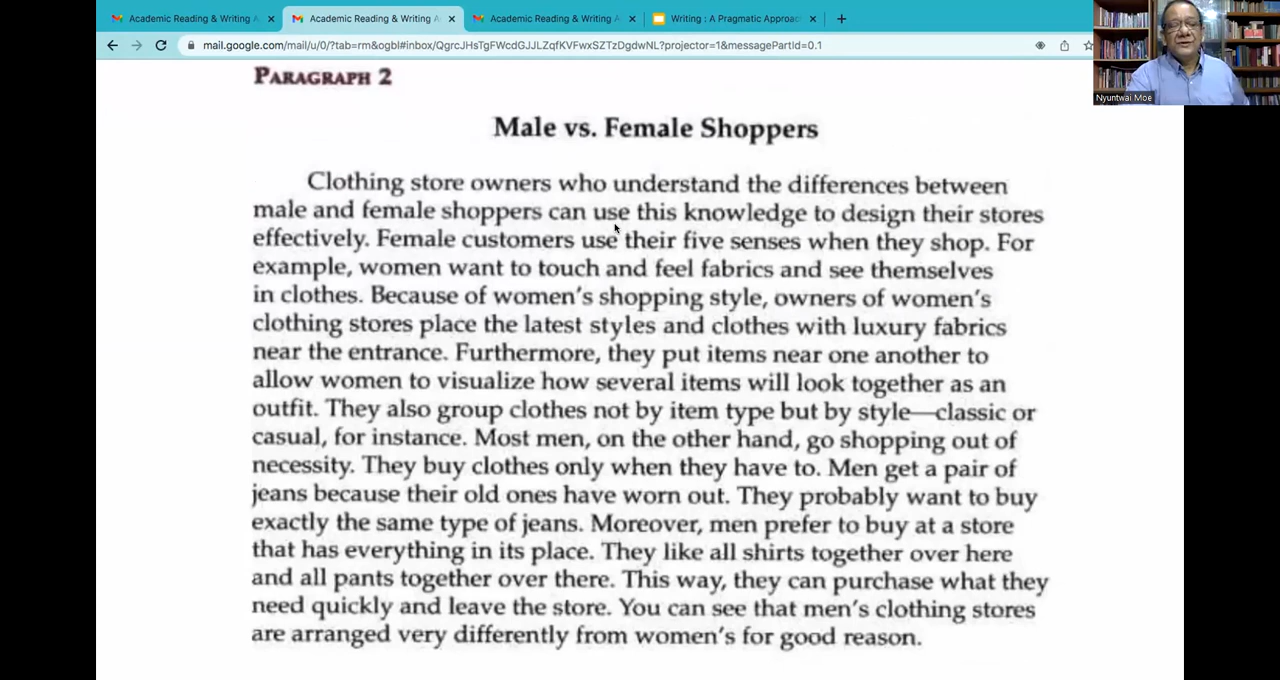 Academic Reading & Writing A
Academic Reading & Writing A
Academic Reading & Writing A
Writing : A Pragmatic Approac
mail.google.com/mail/u/0/?tab=rm&ogbl#inbox/QgrcJHsTgFWcdGJJLZqfKVFwxSZTzDgdwNL?projector=1&messagePartId=0.1
Nyuntwai Moe
PARAGRAPH 2
Male vs. Female Shoppers
Clothing store owners who understand the differences between
male and female shoppers can use this knowledge to design their stores
effectively. Female customers use their five senses when they shop. For
example, women want to touch and feel fabrics and see themselves
in clothes. Because of women's shopping style, owners of women's
clothing stores place the latest styles and clothes with luxury fabrics
near the entrance. Furthermore, they put items near one another to
allow women to visualize how several items will look together as an
outfit. They also group clothes not by item type but by style—classic or
casual, for instance. Most men, on the other hand, go shopping out of
necessity. They buy clothes only when they have to. Men get a pair of
jeans because their old ones have worn out. They probably want to buy
exactly the same type of jeans. Moreover, men prefer to buy at a store
that has everything in its place. They like all shirts together over here
and all pants together over there. This way, they can purchase what they
need quickly and leave the store. You can see that men's clothing stores
are arranged very differently from women's for good reason.